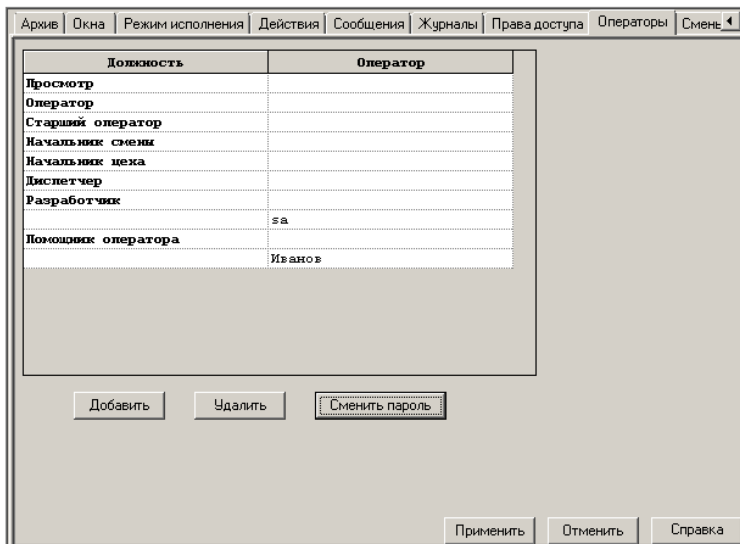 Архив Окна Режим исполнения Действия Сообщения Журналы Права доступа Операторы Смень
Должность Оператор
Просмотр
Оператор
Старший оператор
Начальник смены
Начальник цеха
Диспетчер
Разработчик
sa
Помощник оператора
Иванов
Добавить Удалить Сменить пароль
Применить Отменить Справка